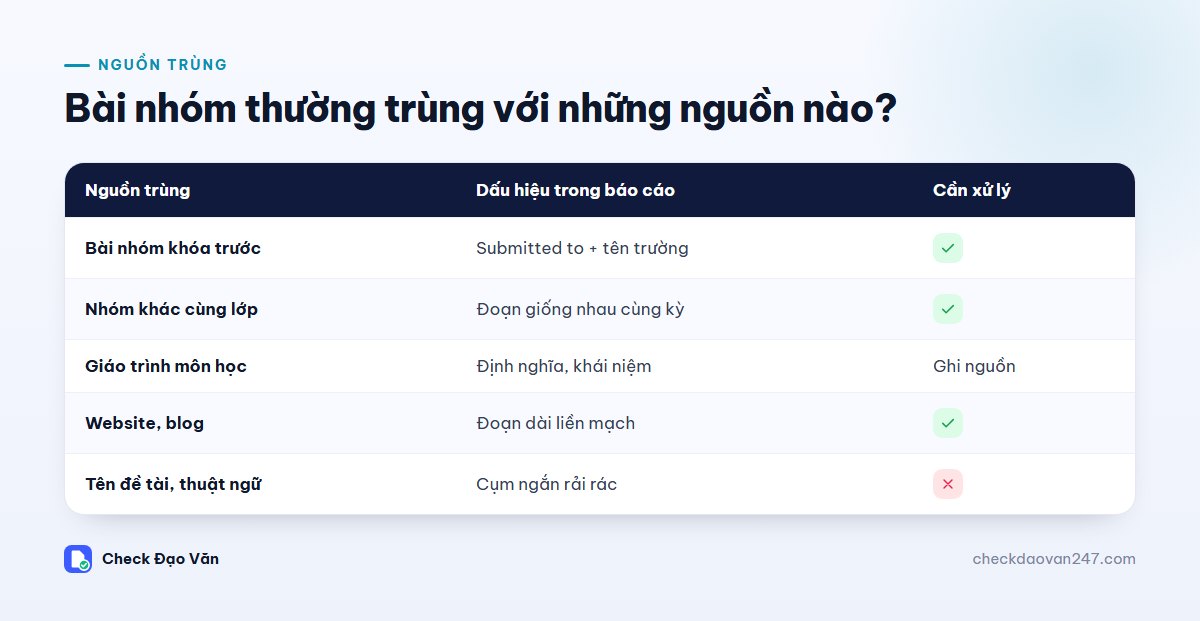 NGUỒN TRÙNG
Bài nhóm thường trùng với những nguồn nào?
Nguồn trùng Dấu hiệu trong báo cáo Cần xử lý
Bài nhóm khóa trước Submitted to + tên trường ✓
Nhóm khác cùng lớp Đoạn giống nhau cùng kỳ ✓
Giáo trình môn học Định nghĩa, khái niệm Ghi nguồn
Website, blog Đoạn dài liền mạch ✓
Tên đề tài, thuật ngữ Cụm ngắn rải rác ✕
Check Đạo Văn checkdaovan247.com